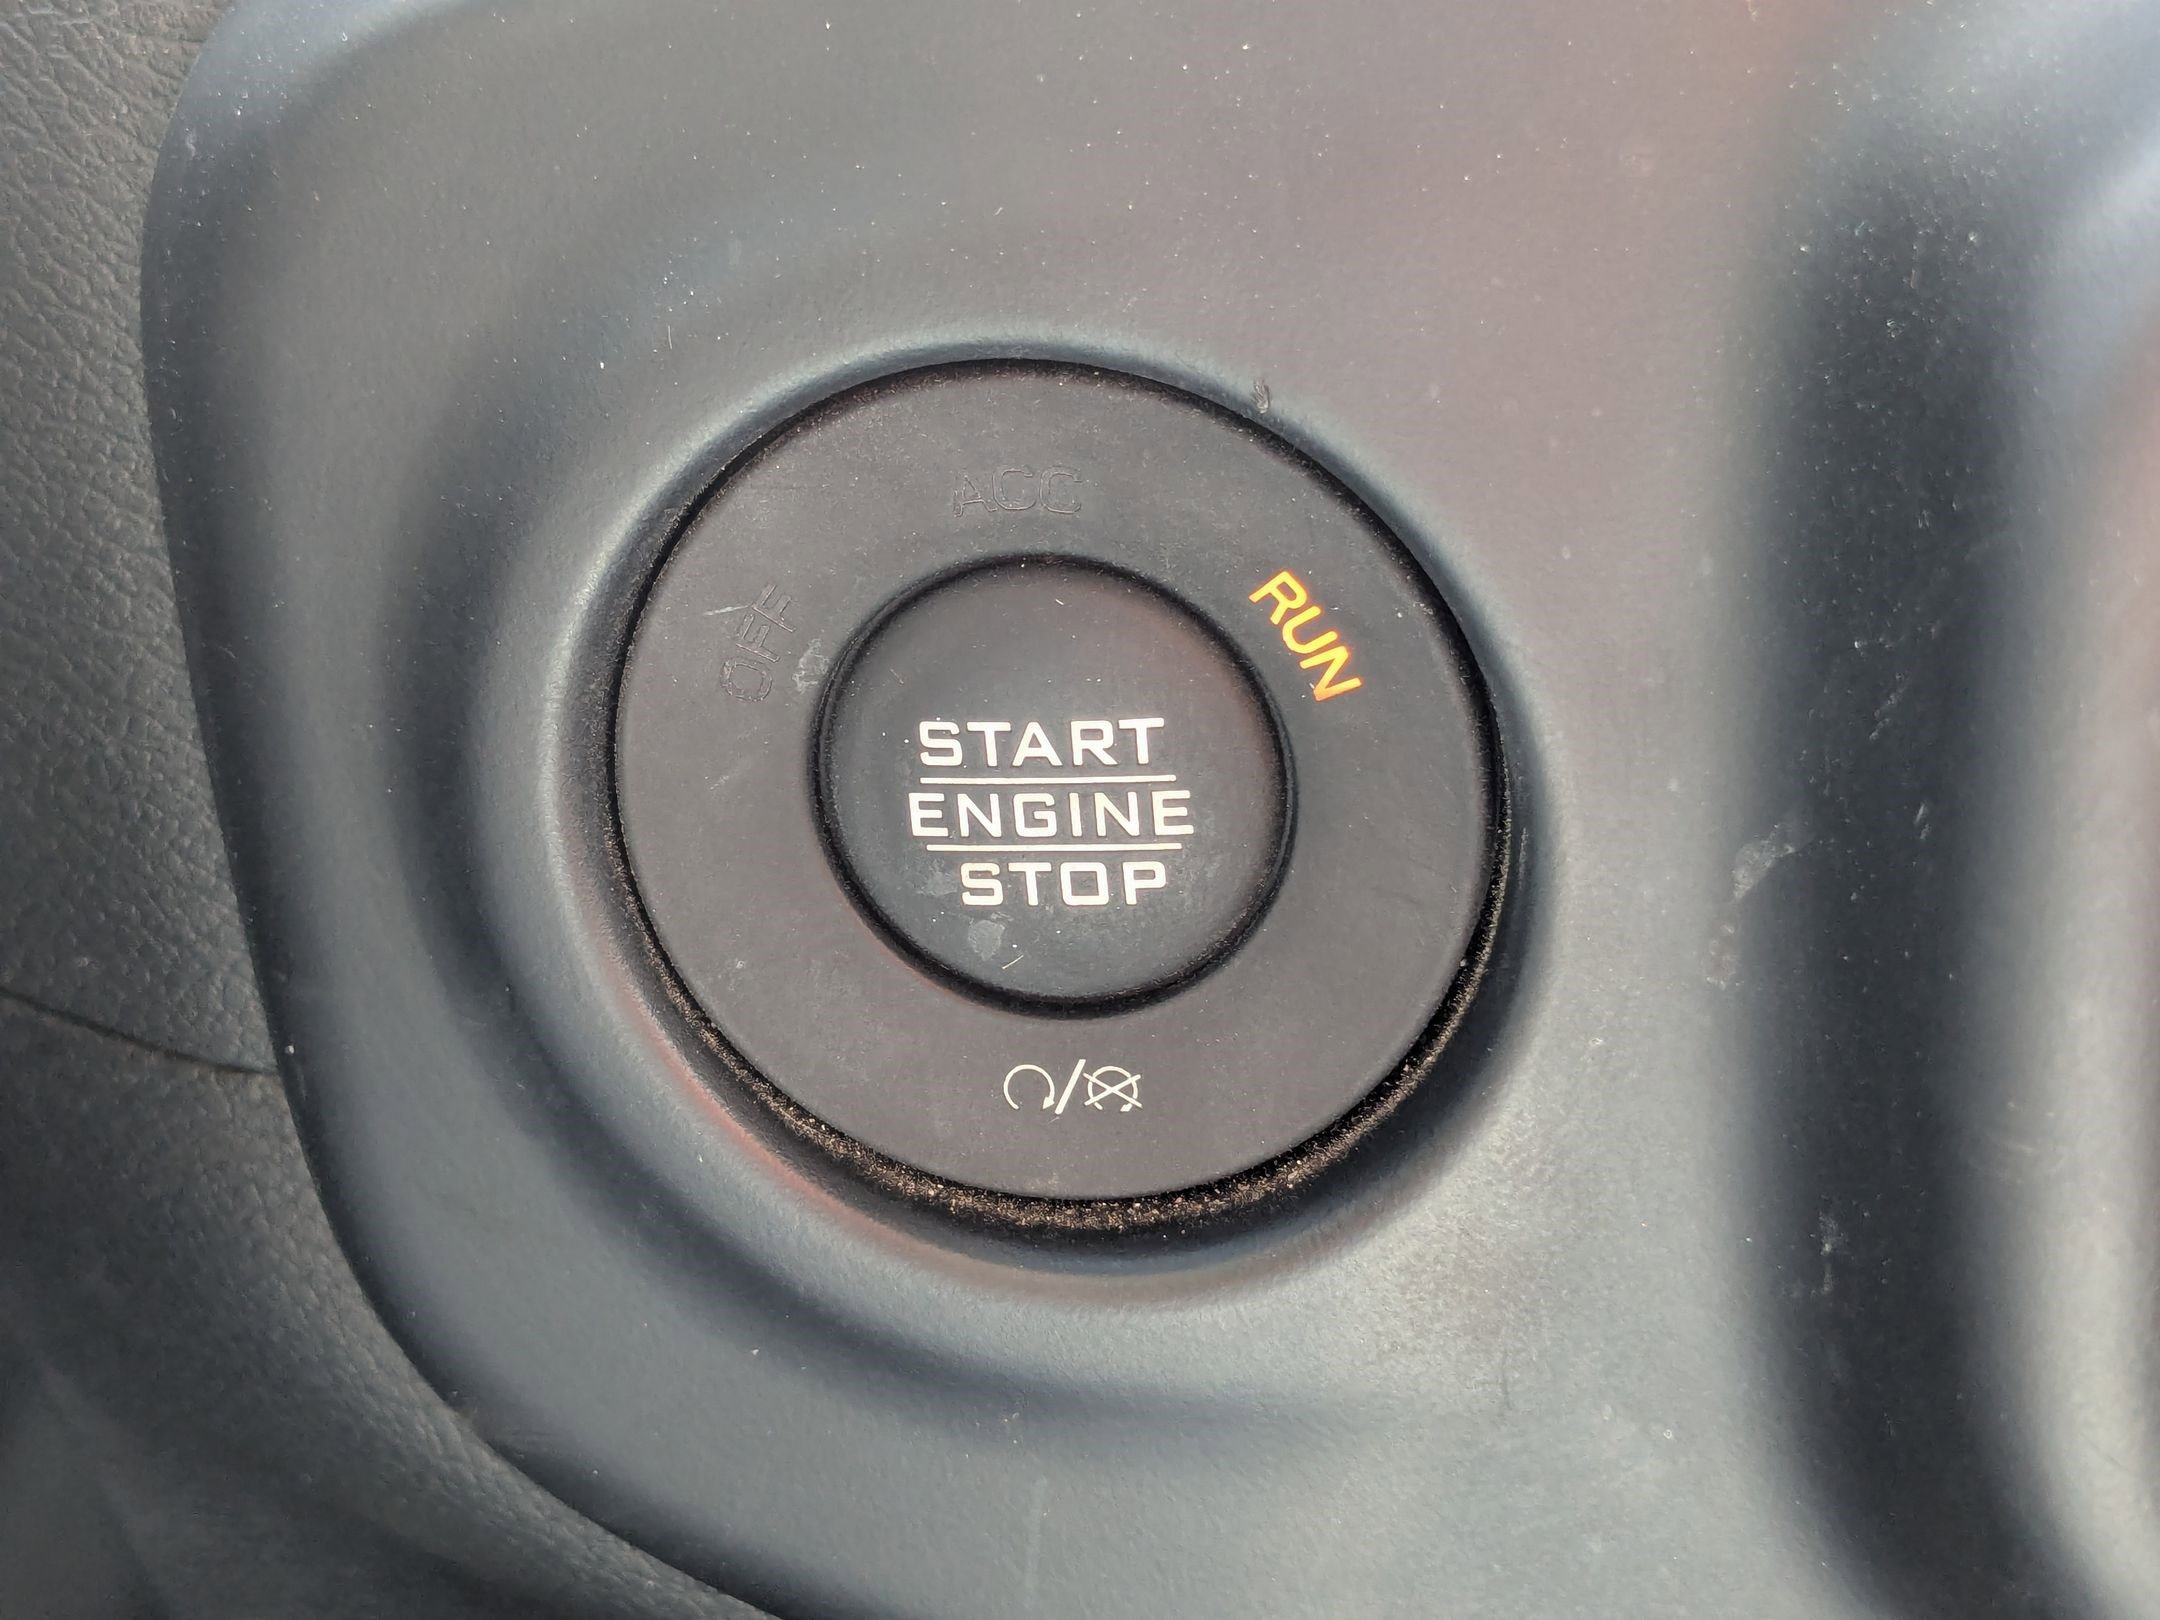 ACC
OFF
RUN
START
ENGINE
STOP
/